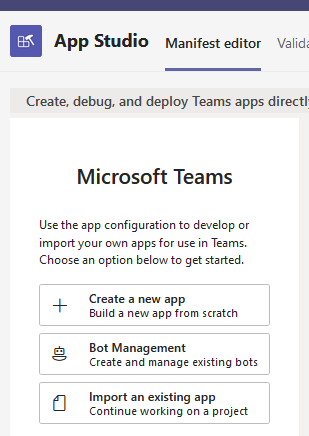 App Studio
Manifest editor
Valida
Create, debug, and deploy Teams apps directly
Microsoft Teams
Use the app configuration to develop or
import your own apps for use in Teams.
Choose an option below to get started.
Create a new app
Build a new app from scratch
Bot Management
Create and manage existing bots
Import an existing app
Continue working on a project